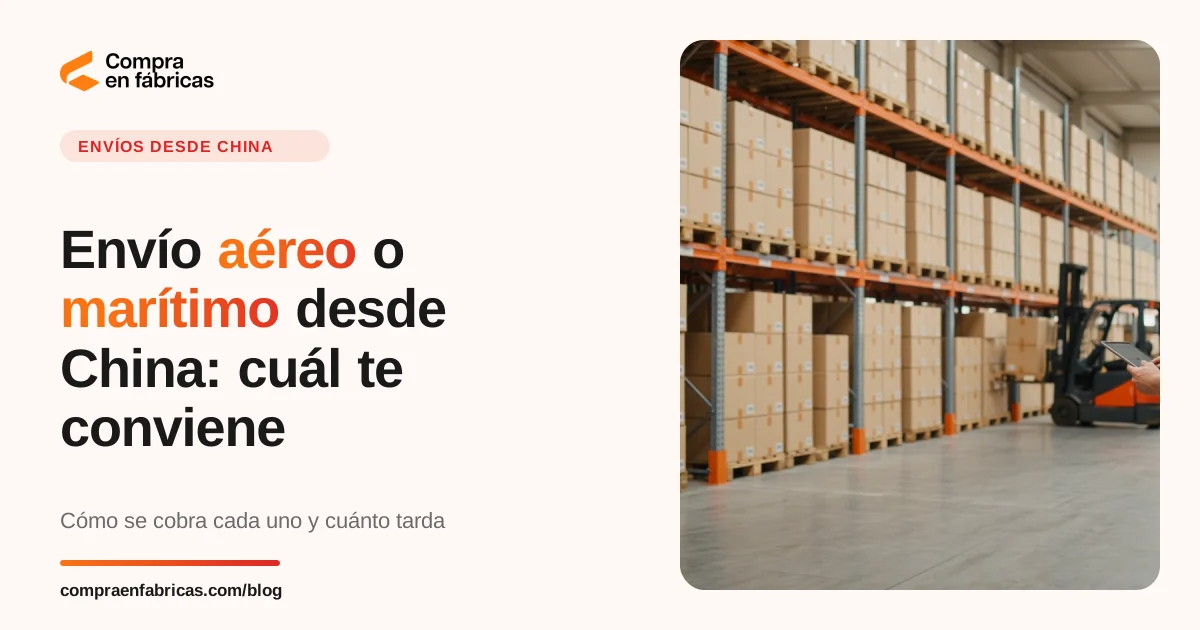 Compra
en fábricas
ENVÍOS DESDE CHINA
Envío aéreo o
marítimo desde
China: cuál te
conviene
Cómo se cobra cada uno y cuánto tarda
compraenfabricas.com/blog